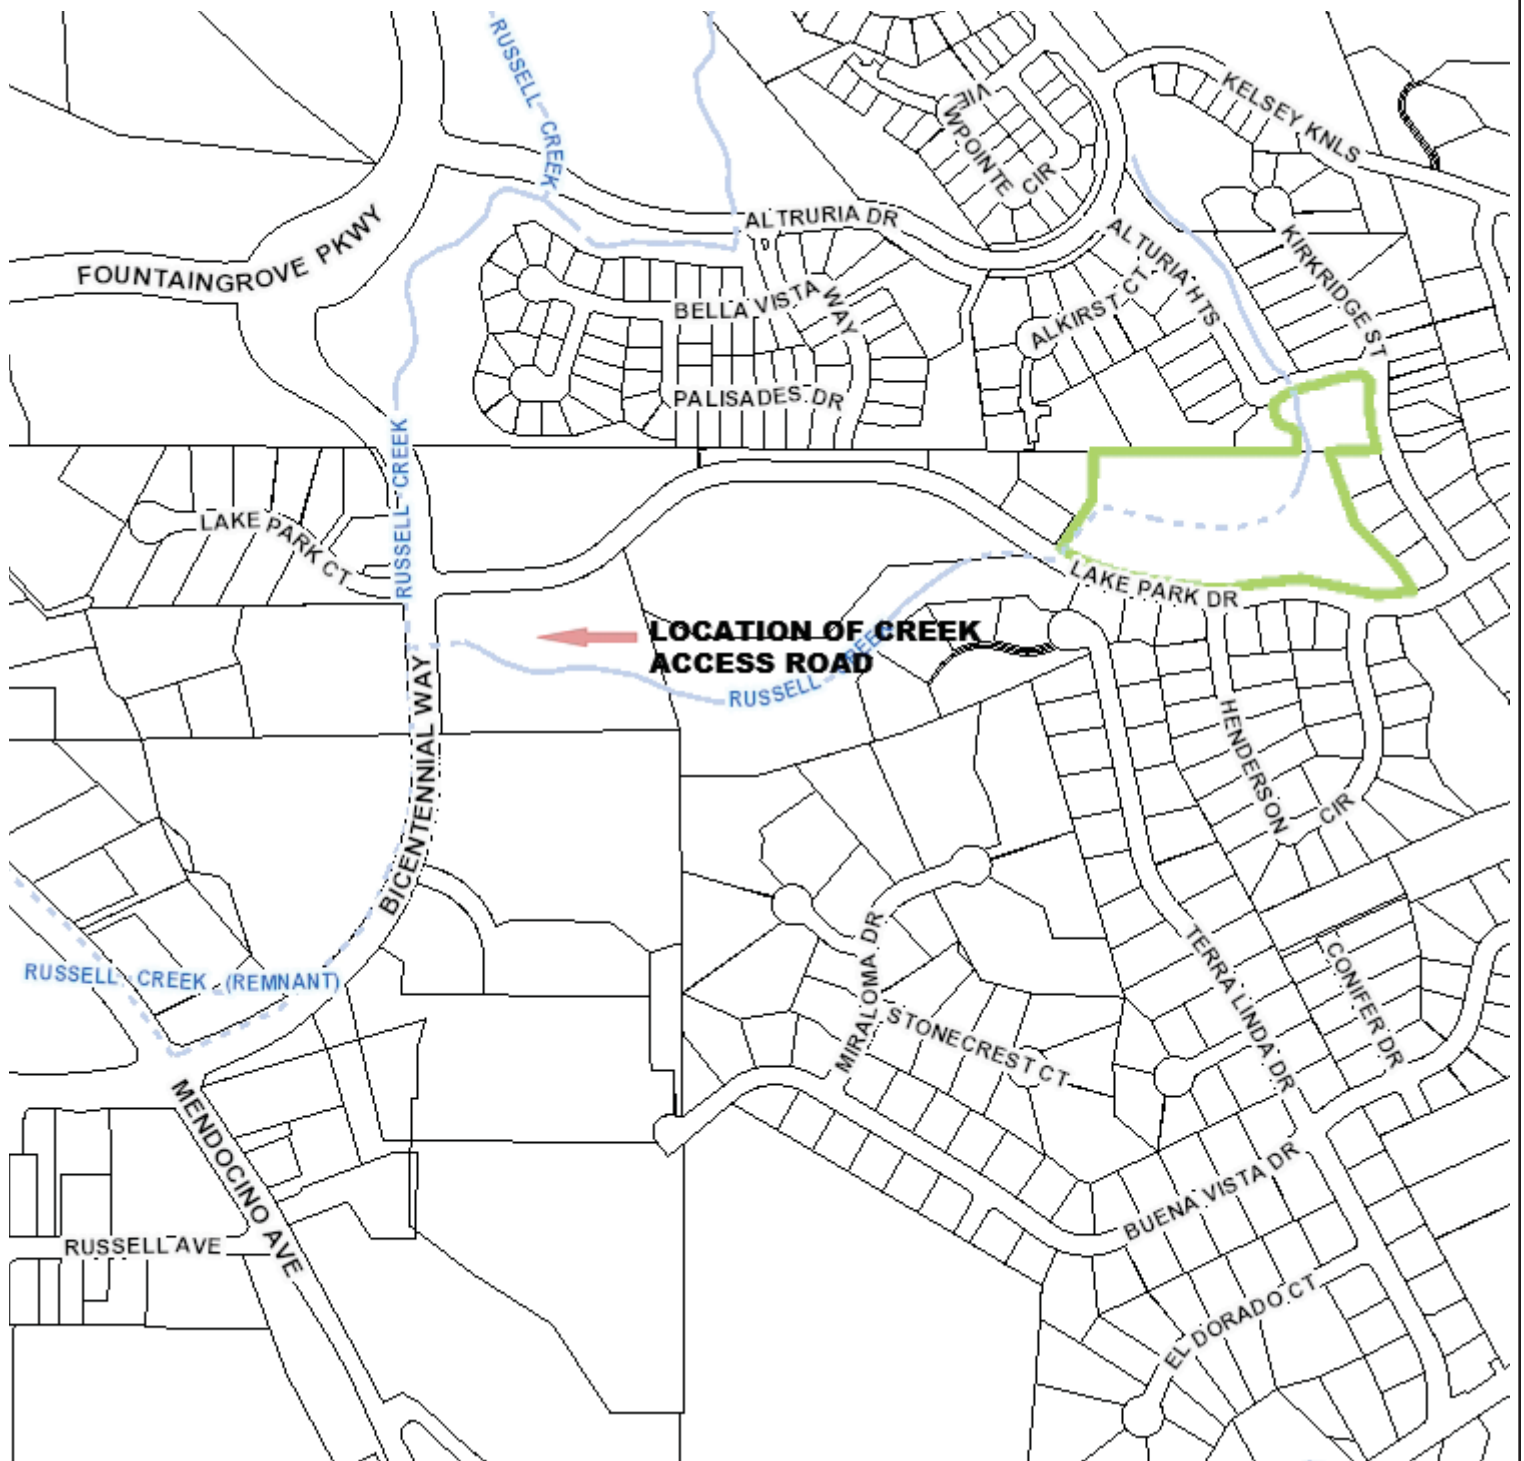 RUSSELL CREEK
KELSEY KNLS
VIEWPOINTE CIR
ALTRURIA DR
FOUNTAINGROVE PKWY
ALTURIA HTS
KIRKRIDGE ST
BELLA VISTA WAY
ALKIRST CT
PALISADES DR
RUSSELL CREEK
LAKE PARK CT
LAKE PARK DR
LOCATION OF CREEK
ACCESS ROAD
RUSSELL CREEK
BICENTENNIAL WAY
HENDERSON CIR
RUSSELL CREEK (REMNANT)
MIRALOMA DR
TERRA LINDA DR
CONIFER DR
STONECREST CT
MENDOCINO AVE
BUENA VISTA DR
RUSSELL AVE
EL DORADO CT